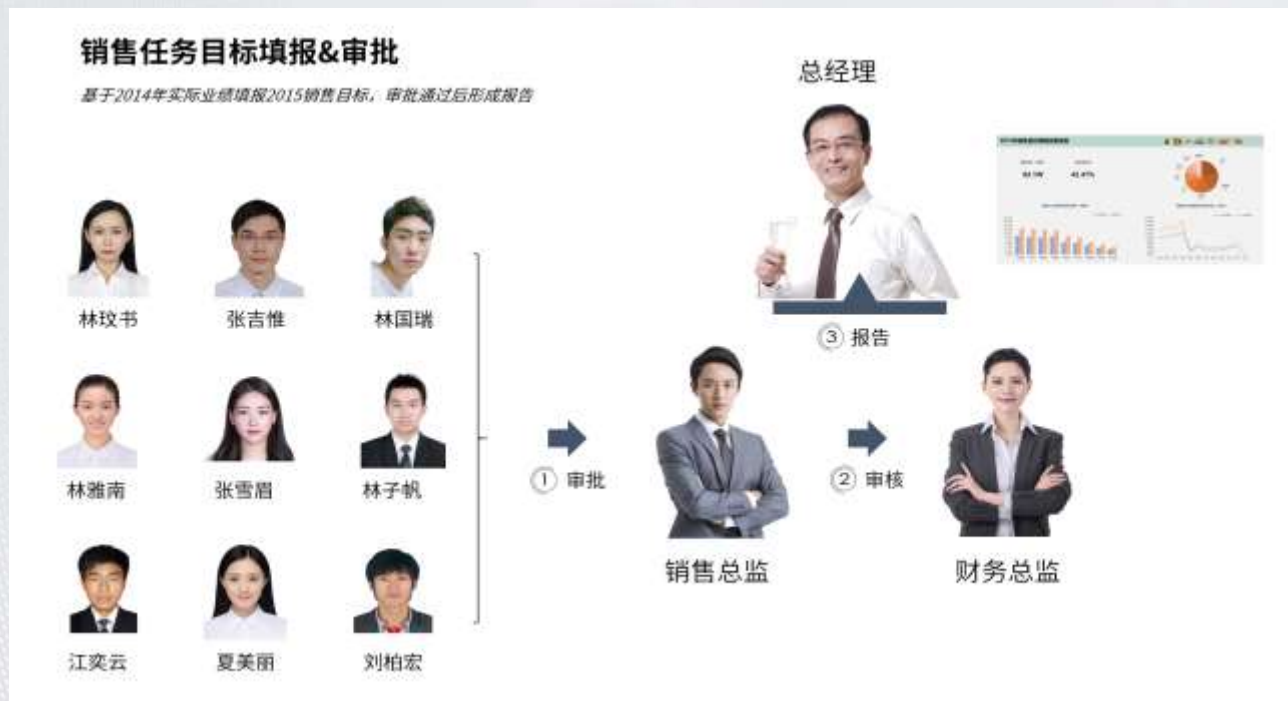 销售任务目标填报&审批
基于2014年实际业绩填报2015销售目标，审批通过后形成报告
总经理
林玟书
张吉惟
林国瑞
③ 报告
林雅南
张雪眉
林子帆
① 审批
② 审核
销售总监
财务总监
江奕云
夏美丽
刘柏宏